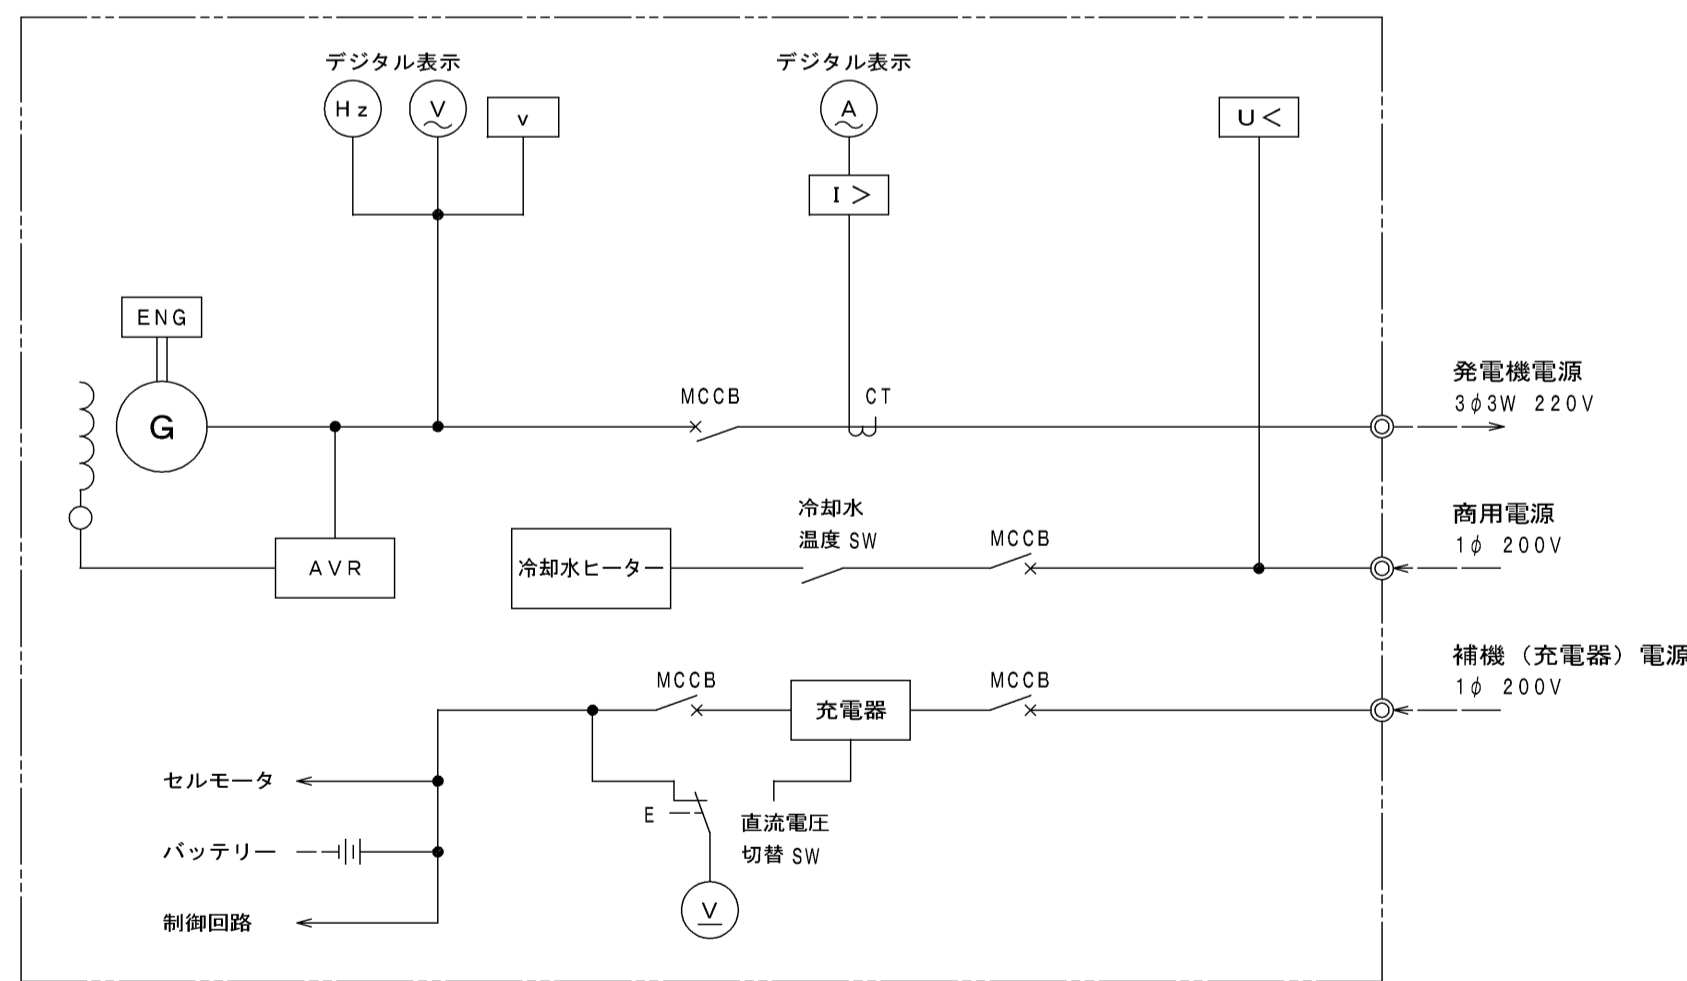 デジタル表示
デジタル表示
Hz
V
v
A
U<
I>
ENG
G
MCCB
CT
発電機電源
3φ3W 220V
冷却水
温度 SW
MCCB
商用電源
1φ 200V
AVR
冷却水ヒーター
補機（充電器）電源
1φ 200V
MCCB
充電器
MCCB
セルモータ
E
直流電圧
切替 SW
バッテリー
V
制御回路